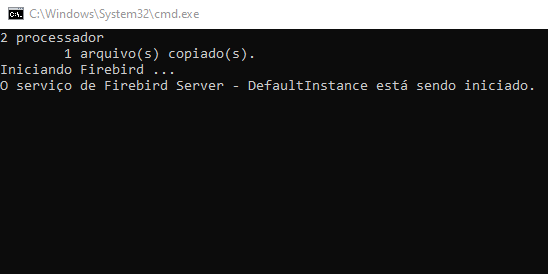 C:\Windows\System32\cmd.exe
2 processador
1 arquivo(s) copiado(s).
Iniciando Firebird ...
O serviço de Firebird Server - DefaultInstance está sendo iniciado.